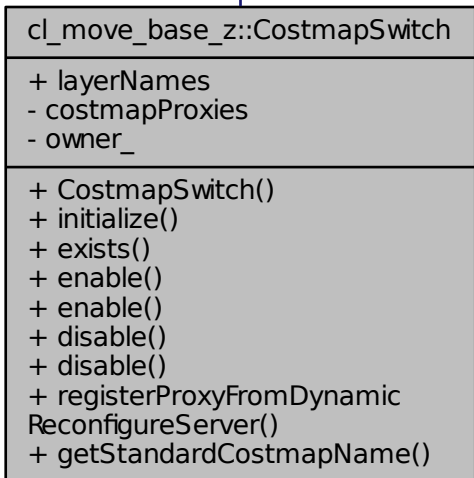 cl_move_base_z::CostmapSwitch
+ layerNames
- costmapProxies
- owner_
+ CostmapSwitch()
+ initialize()
+ exists()
+ enable()
+ enable()
+ disable()
+ disable()
+ registerProxyFromDynamic
ReconfigureServer()
+ getStandardCostmapName()